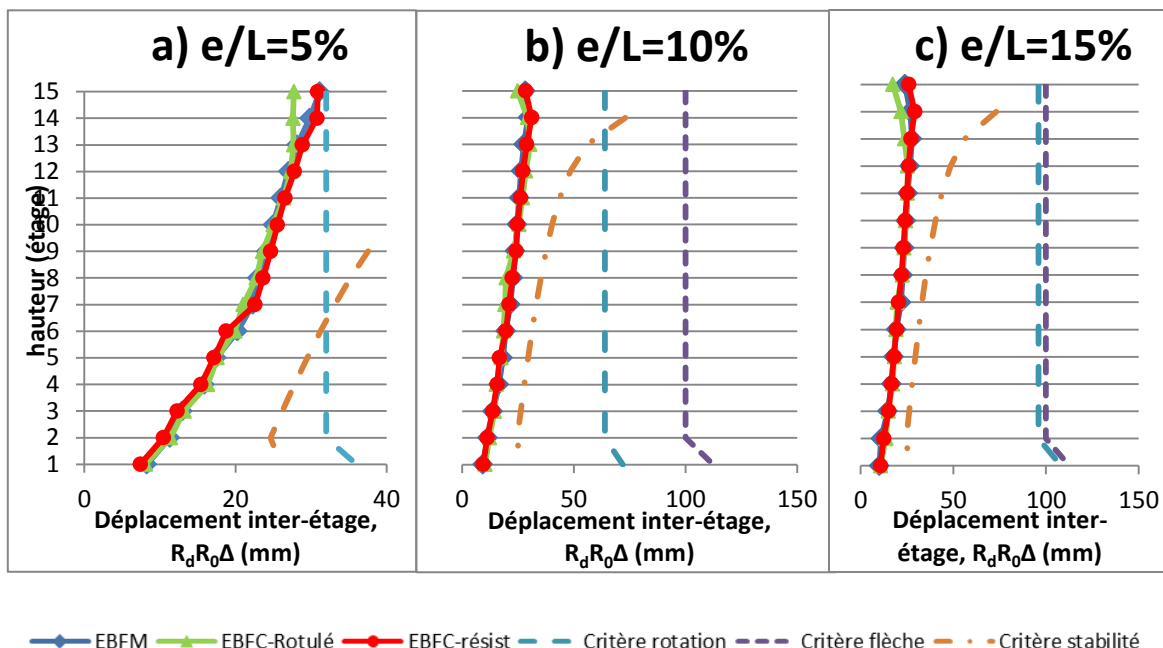 a) e/L=5%
b) e/L=10%
c) e/L=15%
hauteur (étage)
15
14
13
12
11
10
9
8
7
6
5
4
3
2
1
0 20 40
0 50 100 150
0 50 100 150
Déplacement inter-étage,
RdR0Δ (mm)
Déplacement inter-étage,
RdR0Δ (mm)
Déplacement inter-
étage, RdR0Δ (mm)
EBFM EBFC-Rotulé EBFC-résist Critère rotation Critère flèche Critère stabilité